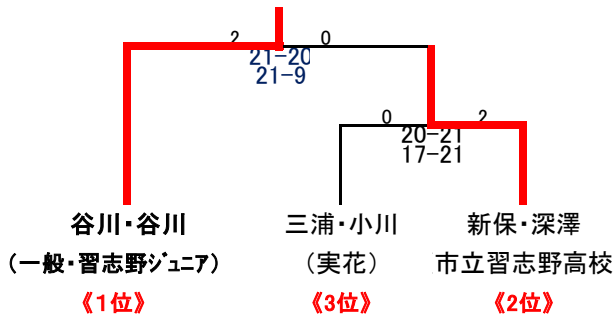 2 0
21-20
21-9
0 2
20-21
17-21
谷川・谷川 三浦・小川 新保・深澤
(一般・習志野ｼﾞｭﾆｱ) (実花) 市立習志野高校
《1位》 《3位》 《2位》